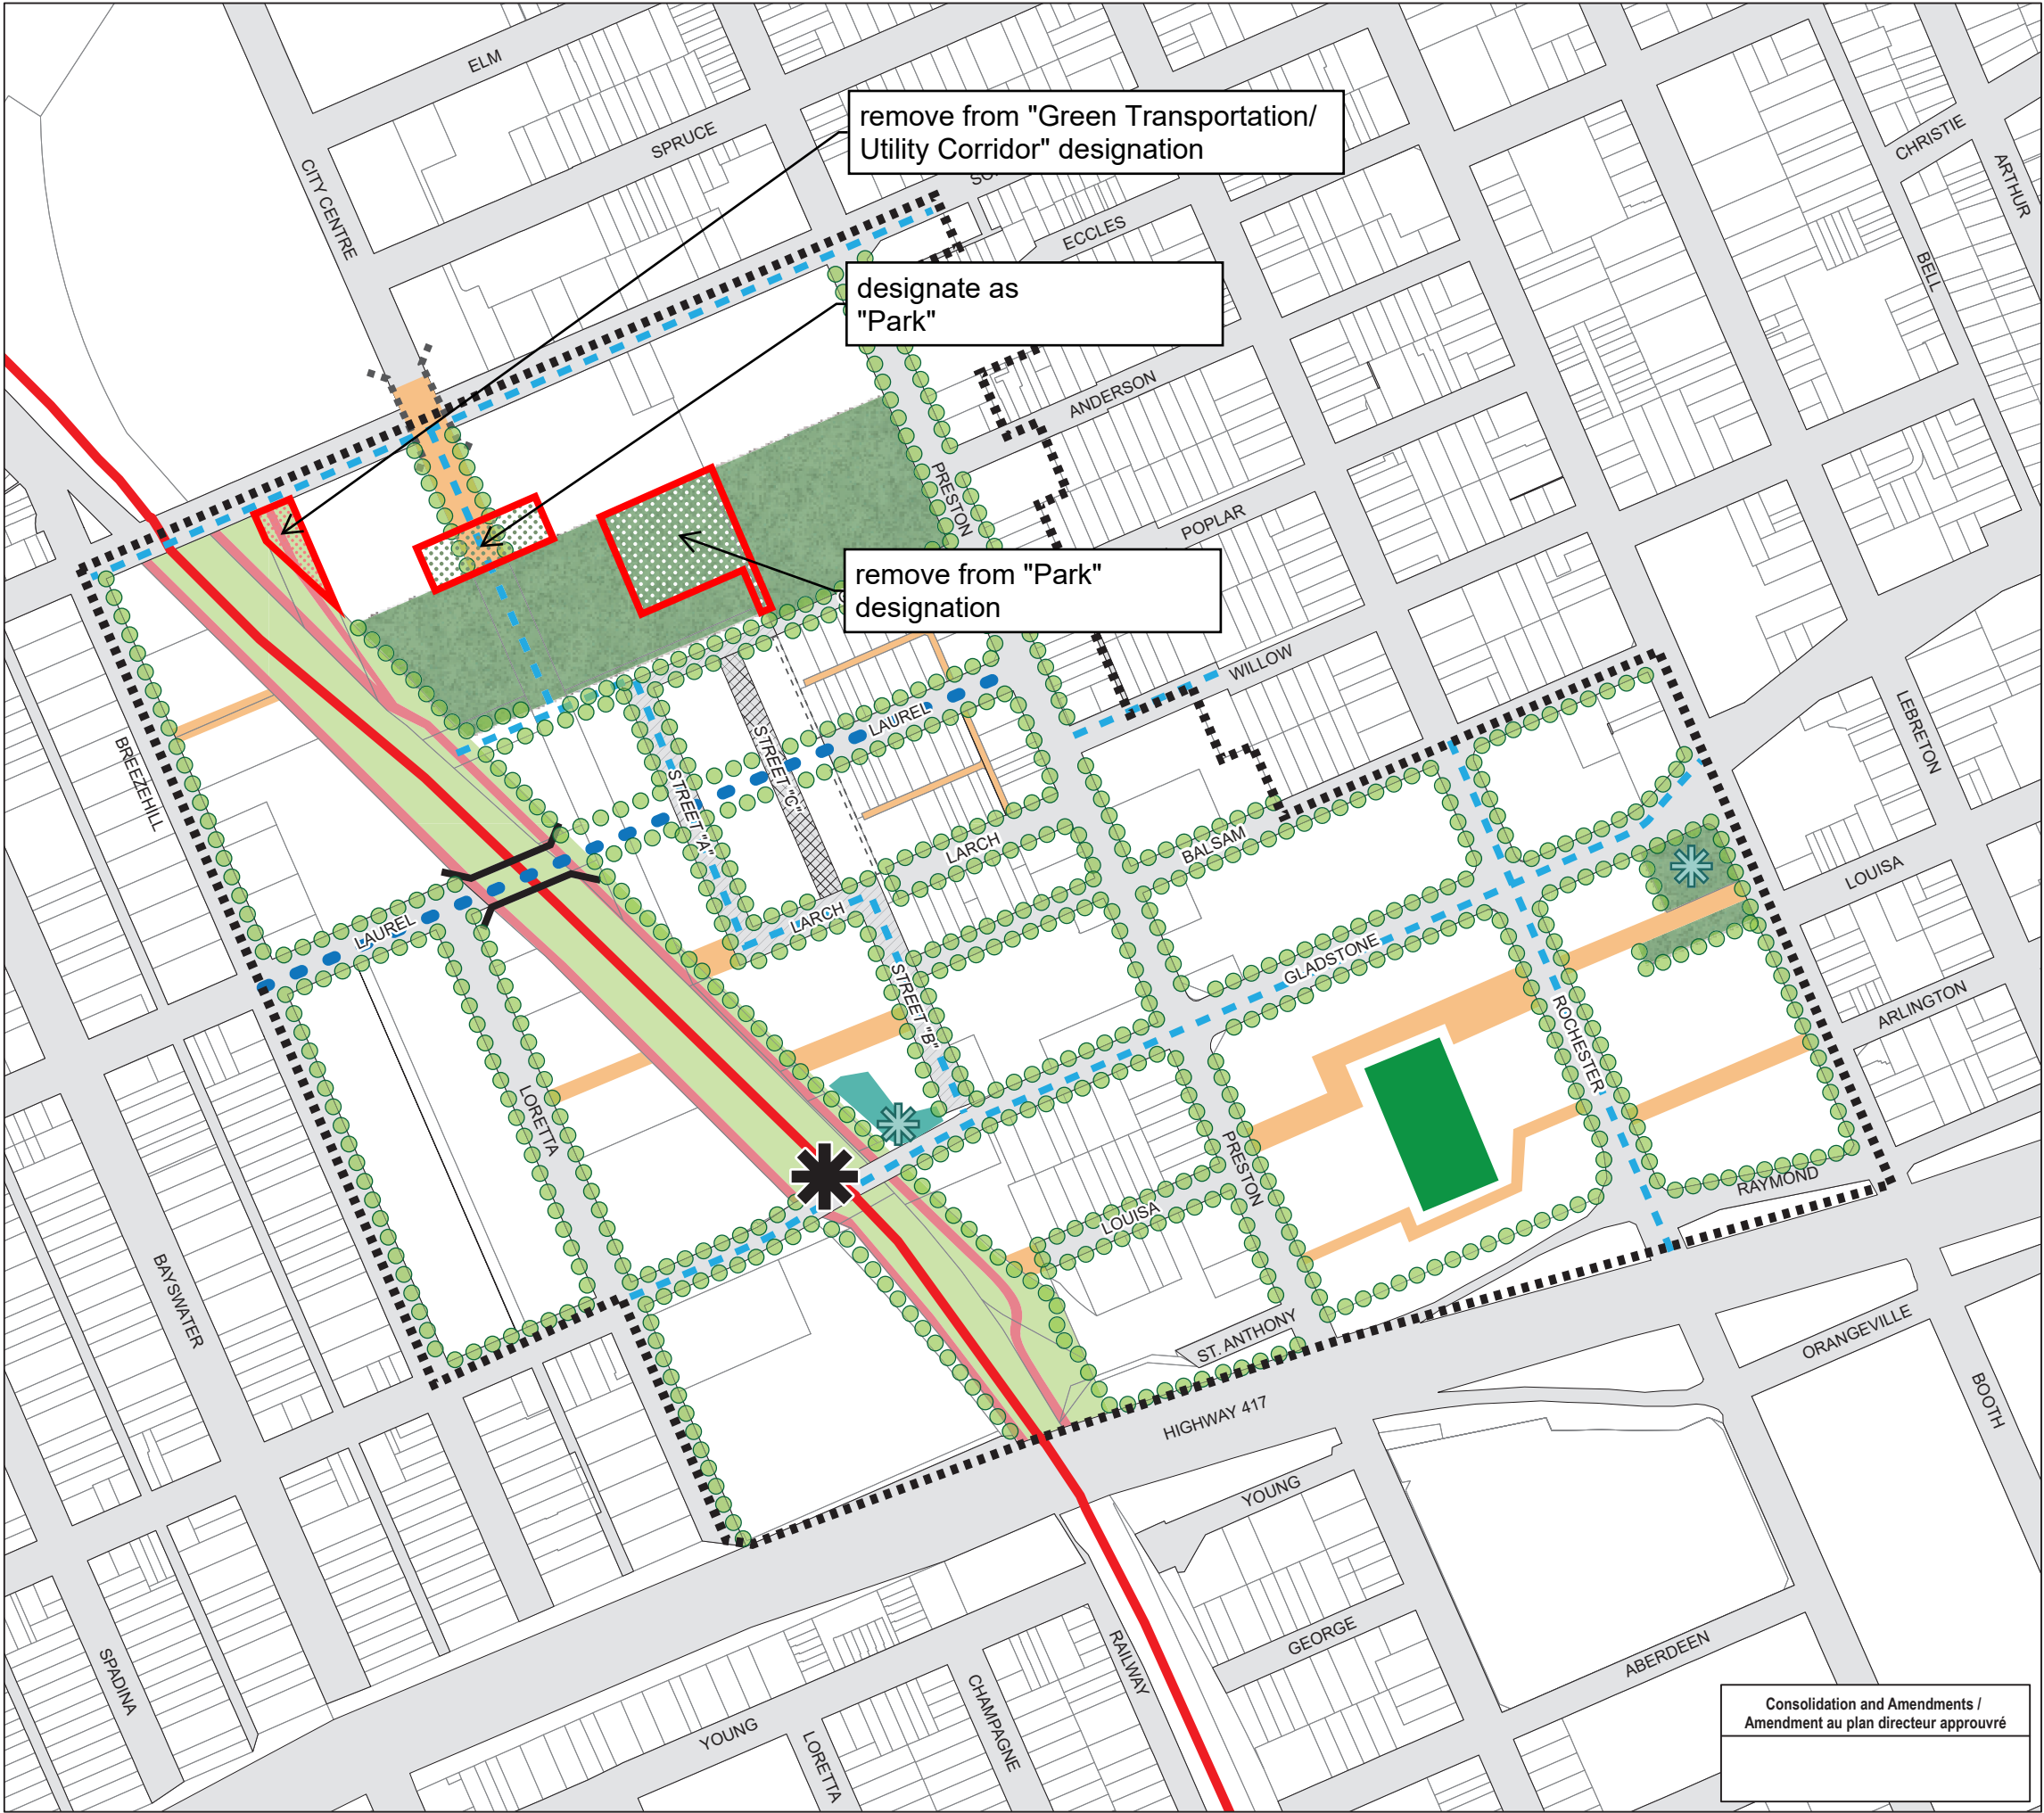 ELM
SPRUCE
CITY CENTRE
remove from "Green Transportation/
Utility Corridor" designation
CHRISTIE
ARTHUR
ECCLES
BELL
designate as
"Park"
ANDERSON
PRESTON
POPLAR
remove from "Park"
designation
WILLOW
LEBRETON
BREEZEHILL
LAUREL
STREET "C"
STREET "A"
LARCH
BALSAM
LOUISA
LARCH
LAUREL
GLADSTONE
STREET "B"
ROCHESTER
ARLINGTON
LORETTA
PRESTON
RAYMOND
LOUISA
BAYSWATER
ST. ANTHONY
ORANGEVILLE
BOOTH
HIGHWAY 417
YOUNG
GEORGE
ABERDEEN
SPADINA
RAILWAY
CHAMPAGNE
YOUNG
LORETTA
Consolidation and Amendments /
Amendment au plan directeur approuvré